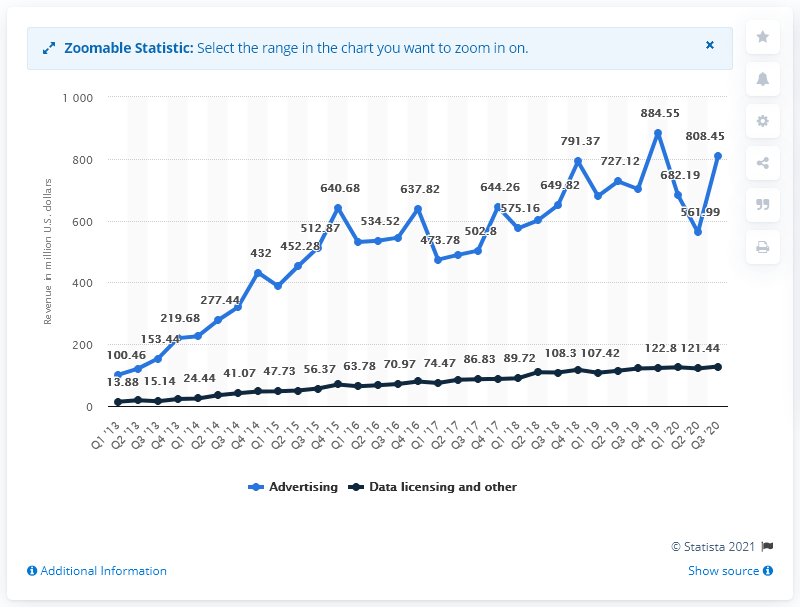 Zoomable Statistic: Select the range in the chart you want to zoom in on.
Revenue in million U.S. dollars
1 000
800
600
400
200
0
100.46
153.44
219.68
277.44
432
452.28
512.87
640.68
534.52
637.82
473.78
502.8
644.26
575.16
649.82
791.37
727.12
884.55
682.19
561.99
808.45
13.88
15.14
24.44
41.07
47.73
56.37
63.78
70.97
74.47
86.83
89.72
108.3
107.42
122.8
121.44
Q1 '13
Q2 '13
Q3 '13
Q4 '13
Q1 '14
Q2 '14
Q3 '14
Q4 '14
Q1 '15
Q2 '15
Q3 '15
Q4 '15
Q1 '16
Q2 '16
Q3 '16
Q4 '16
Q1 '17
Q2 '17
Q3 '17
Q4 '17
Q1 '18
Q2 '18
Q3 '18
Q4 '18
Q1 '19
Q2 '19
Q3 '19
Q4 '19
Q1 '20
Q2 '20
Q3 '20
Advertising
Data licensing and other
© Statista 2021
Additional Information
Show source